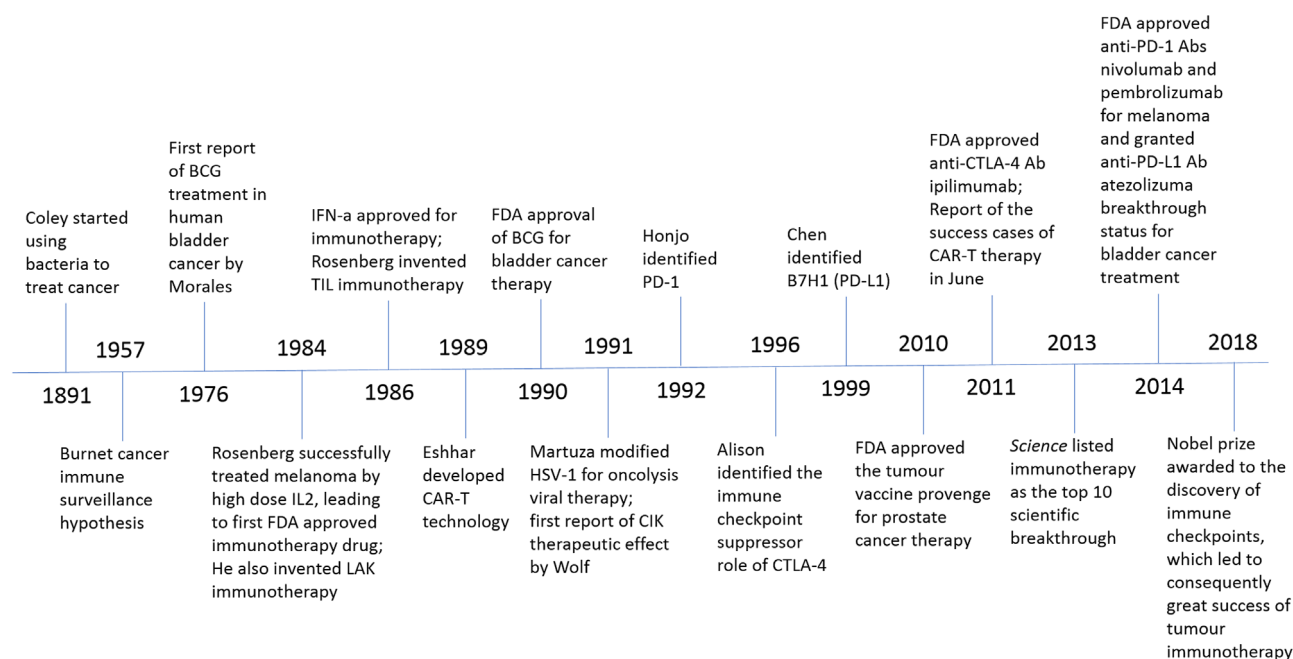 Coley started
using
bacteria to
treat cancer
1891
1957
Burnet cancer
immune
surveillance
hypothesis
First report
of BCG
treatment in
human
bladder
cancer by
Morales
1976
1984
Rosenberg successfully
treated melanoma by
high dose IL2, leading
to first FDA approved
immunotherapy drug;
He also invented LAK
immunotherapy
IFN-a approved for
immunotherapy;
Rosenberg invented
TIL immunotherapy
1986
1989
Eshhar
developed
CAR-T
technology
FDA approval
of BCG for
bladder cancer
therapy
1990
1991
Martuza modified
HSV-1 for oncolysis
viral therapy;
first report of CIK
therapeutic effect
by Wolf
Honjo
identified
PD-1
1992
1996
Alison
identified the
immune
checkpoint
suppressor
role of CTLA-4
Chen
identified
B7H1 (PD-L1)
1999
2010
FDA approved
the tumour
vaccine provenge
for prostate
cancer therapy
FDA approved
anti-CTLA-4 Ab
ipilimumab;
Report of the
success cases of
CAR-T therapy
in June
2011
2013
Science listed
immunotherapy
as the top 10
scientific
breakthrough
FDA approved
anti-PD-1 Abs
nivolumab and
pembrolizumab
for melanoma
and granted
anti-PD-L1 Ab
atezolizuma
breakthrough
status for
bladder cancer
treatment
2014
2018
Nobel prize
awarded to the
discovery of
immune
checkpoints,
which led to
consequently
great success of
tumour
immunotherapy